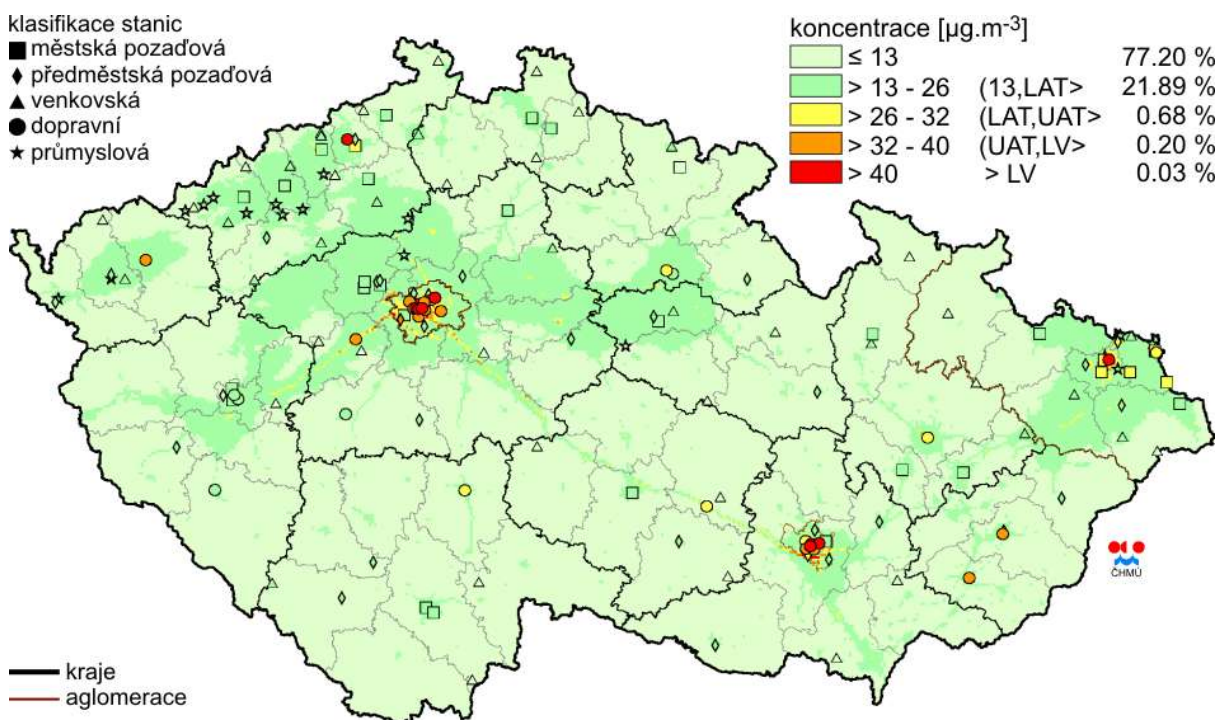 klasifikace stanic
městská pozaďová
předměstská pozaďová
venkovská
dopravní
průmyslová
koncentrace [µg.m-3]
≤ 13 77.20 %
> 13 - 26 (13,LAT> 21.89 %
> 26 - 32 (LAT,UAT> 0.68 %
> 32 - 40 (UAT,LV> 0.20 %
> 40 > LV 0.03 %
ČHMÚ
kraje
aglomerace